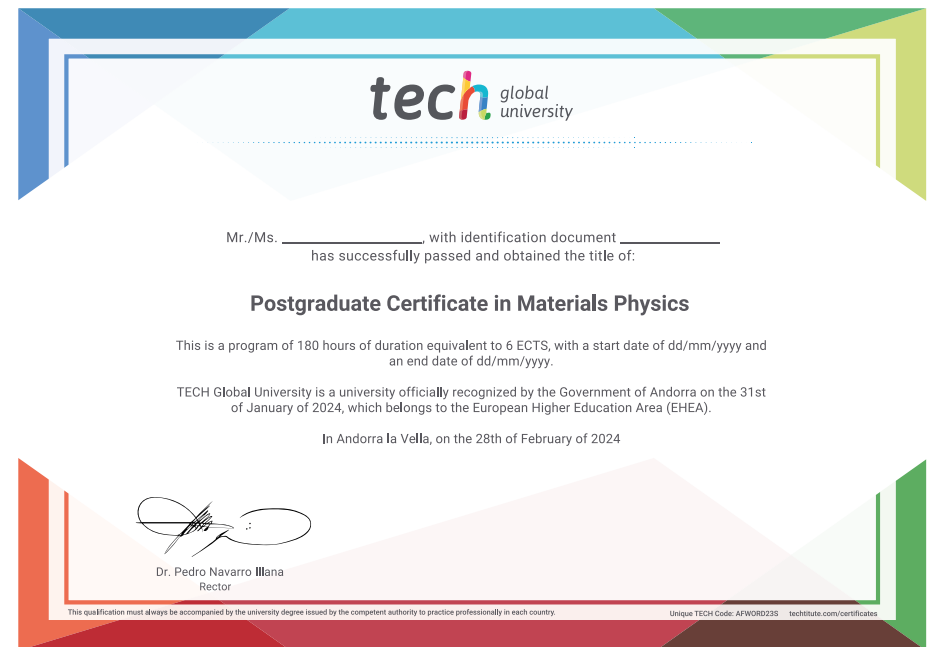 tech global
university
Mr./Ms. ____________________, with identification document ______________
has successfully passed and obtained the title of:
Postgraduate Certificate in Materials Physics
This is a program of 180 hours of duration equivalent to 6 ECTS, with a start date of dd/mm/yyyy and
an end date of dd/mm/yyyy.
TECH Global University is a university officially recognized by the Government of Andorra on the 31st
of January of 2024, which belongs to the European Higher Education Area (EHEA).
In Andorra la Vella, on the 28th of February of 2024
Dr. Pedro Navarro Illana
Rector
This qualification must always be accompanied by the university degree issued by the competent authority to practice professionally in each country.
Unique TECH Code: AFWORD23S techtitute.com/certificates